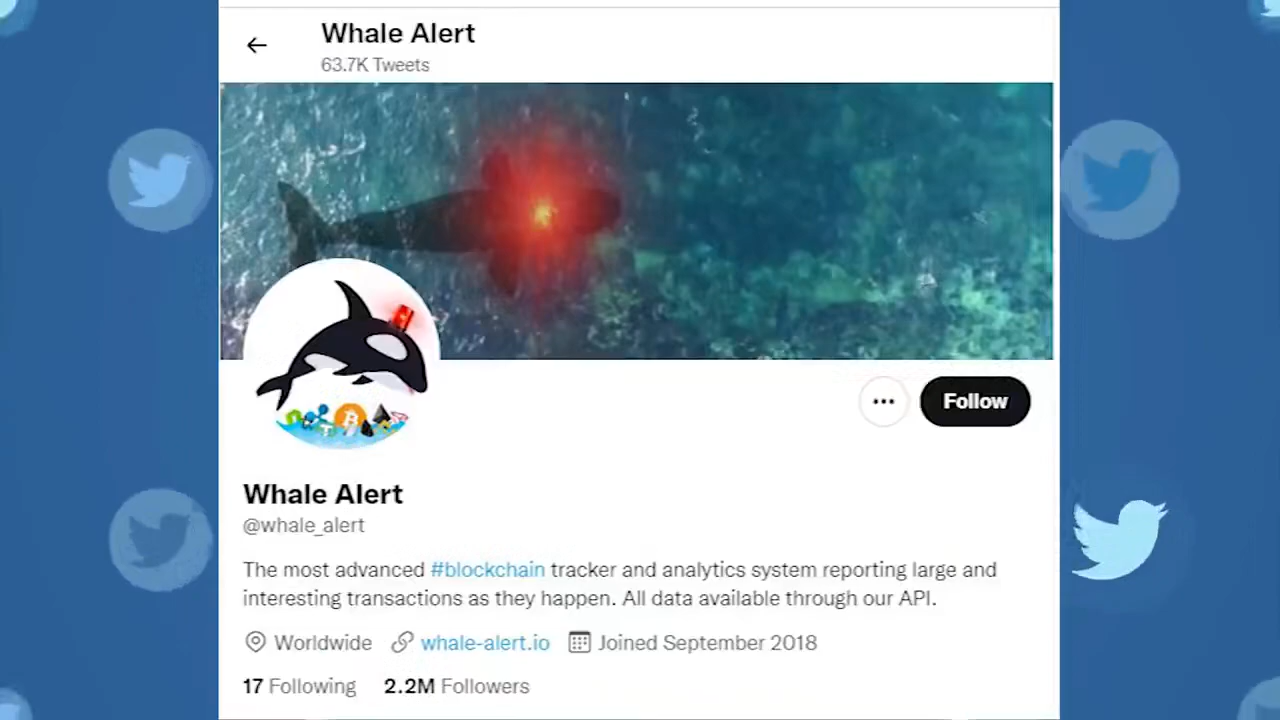 Whale Alert
63.7K Tweets
Follow
Whale Alert
@whale_alert
The most advanced #blockchain tracker and analytics system reporting large and
interesting transactions as they happen. All data available through our API.
Worldwide whale-alert.io Joined September 2018
17 Following 2.2M Followers